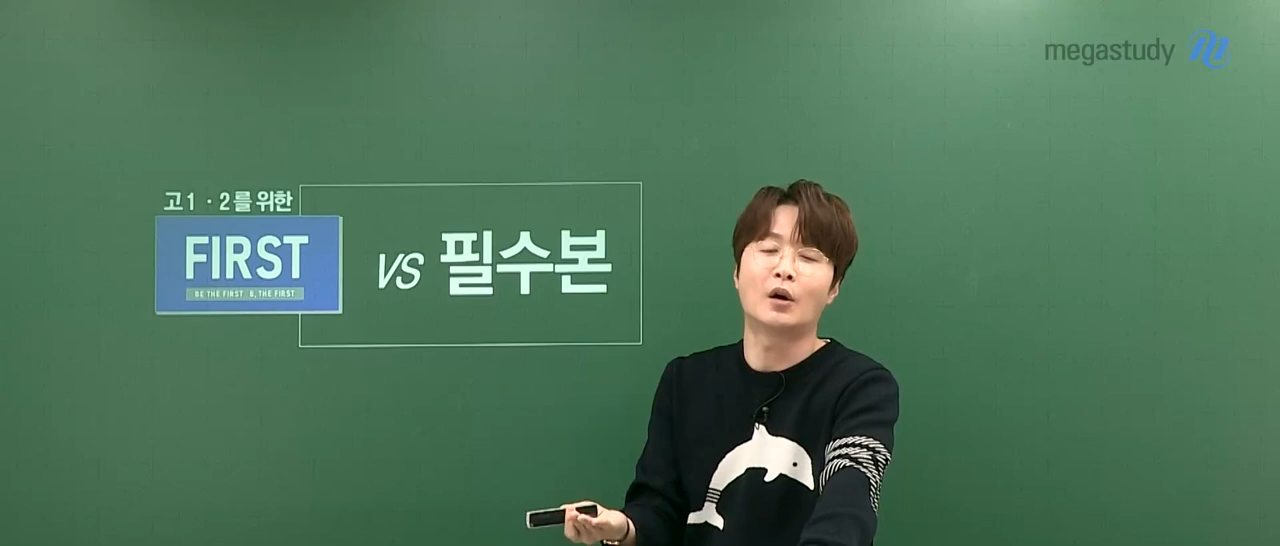 megastudy M
고1·2를 위한
FIRST
BE THE FIRST B, THE FIRST
VS 필수본